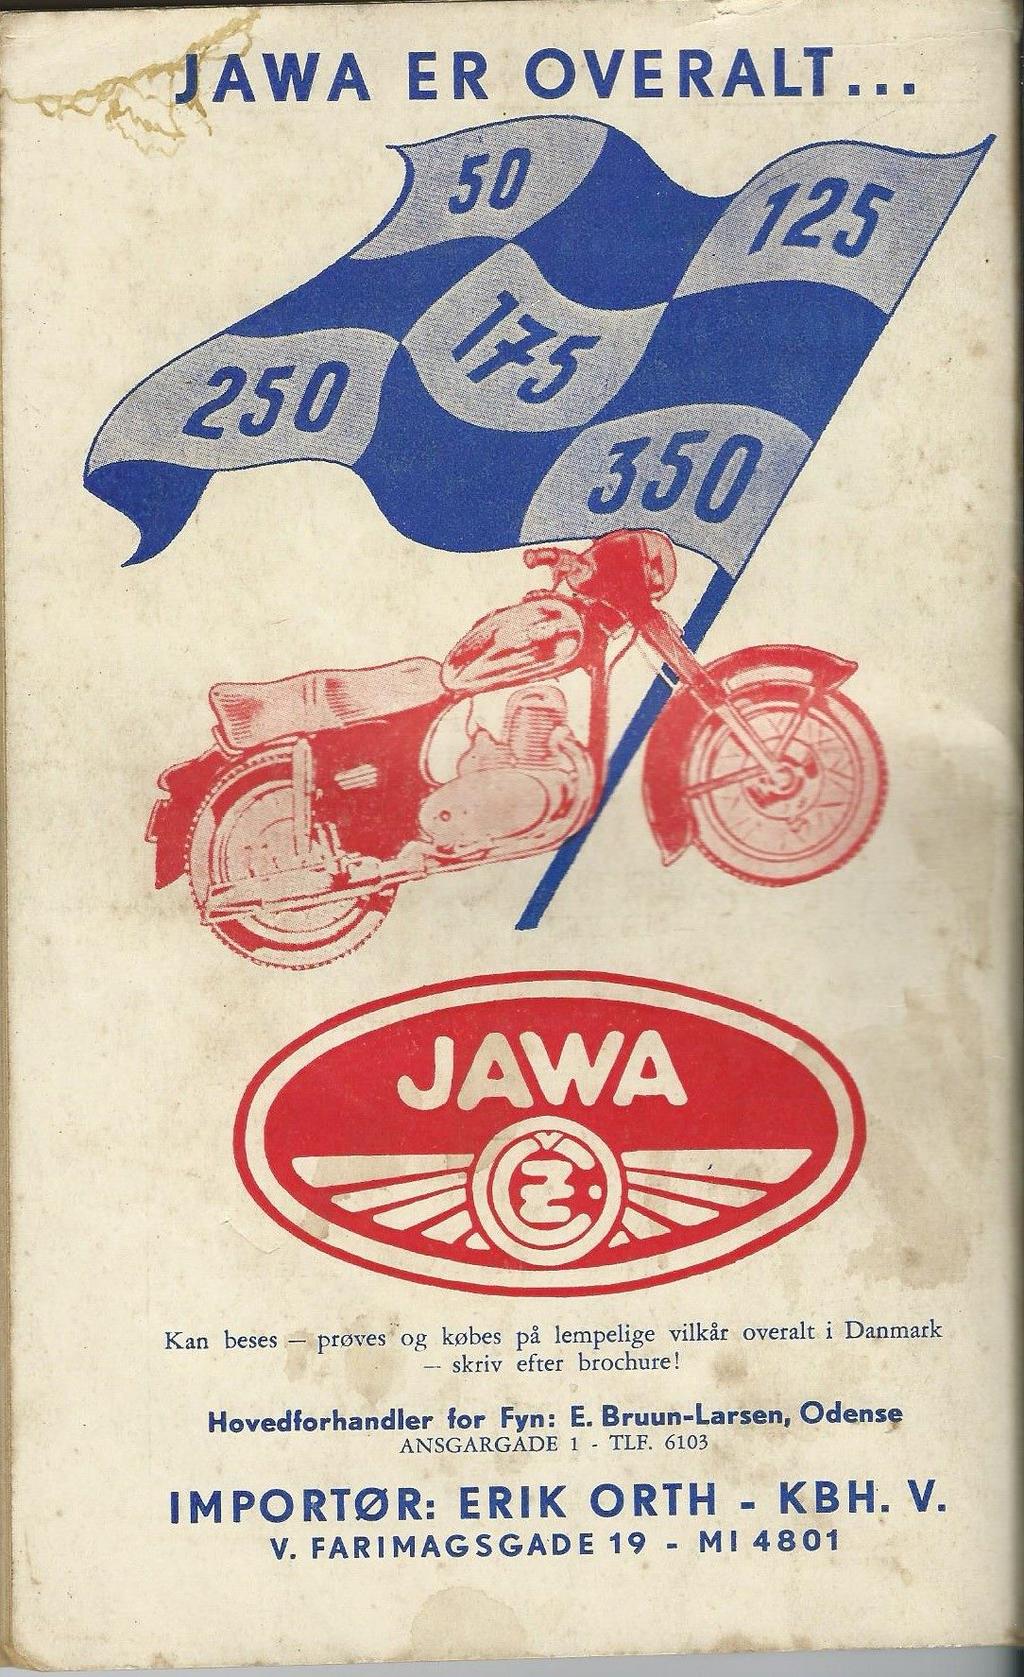 JAWA ER OVERALT...
50
125
175
250
350
JAWA
ČZ
Kan beses – prøves og købes på lempelige vilkår overalt i Danmark
– skriv efter brochure!
Hovedforhandler for Fyn: E. Bruun-Larsen, Odense
ANSGARGADE 1 - TLF. 6103
IMPORTØR: ERIK ORTH - KBH. V.
V. FARIMAGSGADE 19 - MI 4801